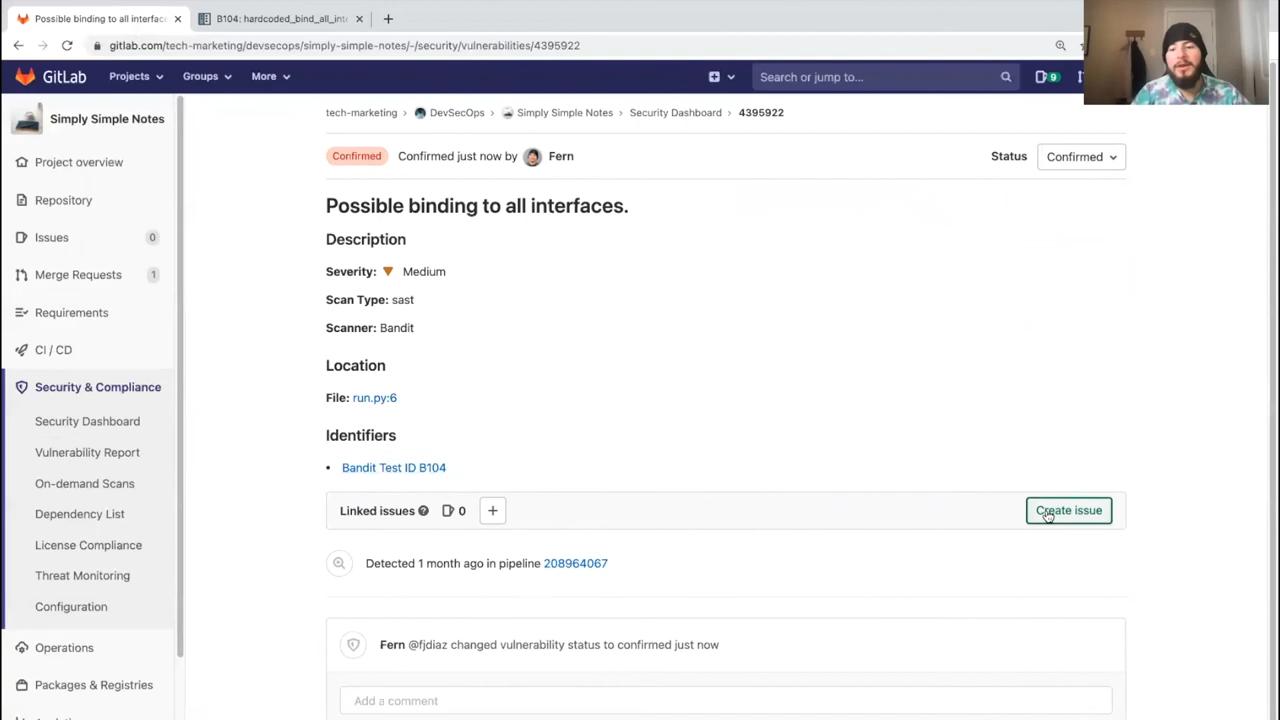 Possible binding to all interfac
B104: hardcoded_bind_all_int
gitlab.com/tech-marketing/devsecops/simply-simple-notes/-/security/vulnerabilities/4395922
GitLab Projects Groups More Search or jump to... 9
Simply Simple Notes
Project overview
Repository
Issues 0
Merge Requests 1
Requirements
CI / CD
Security & Compliance
Security Dashboard
Vulnerability Report
On-demand Scans
Dependency List
License Compliance
Threat Monitoring
Configuration
Operations
Packages & Registries
tech-marketing > DevSecOps > Simply Simple Notes > Security Dashboard > 4395922
Confirmed Confirmed just now by Fern Status Confirmed
Possible binding to all interfaces.
Description
Severity: Medium
Scan Type: sast
Scanner: Bandit
Location
File: run.py:6
Identifiers
• Bandit Test ID B104
Linked issues 0 + Create issue
Detected 1 month ago in pipeline 208964067
Fern @fjdiaz changed vulnerability status to confirmed just now
Add a comment